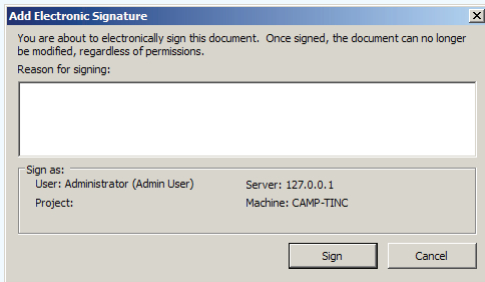 Add Electronic Signature
You are about to electronically sign this document. Once signed, the document can no longer
be modified, regardless of permissions.
Reason for signing:
Sign as:
User: Administrator (Admin User) Server: 127.0.0.1
Project: Machine: CAMP-TINC
Sign Cancel